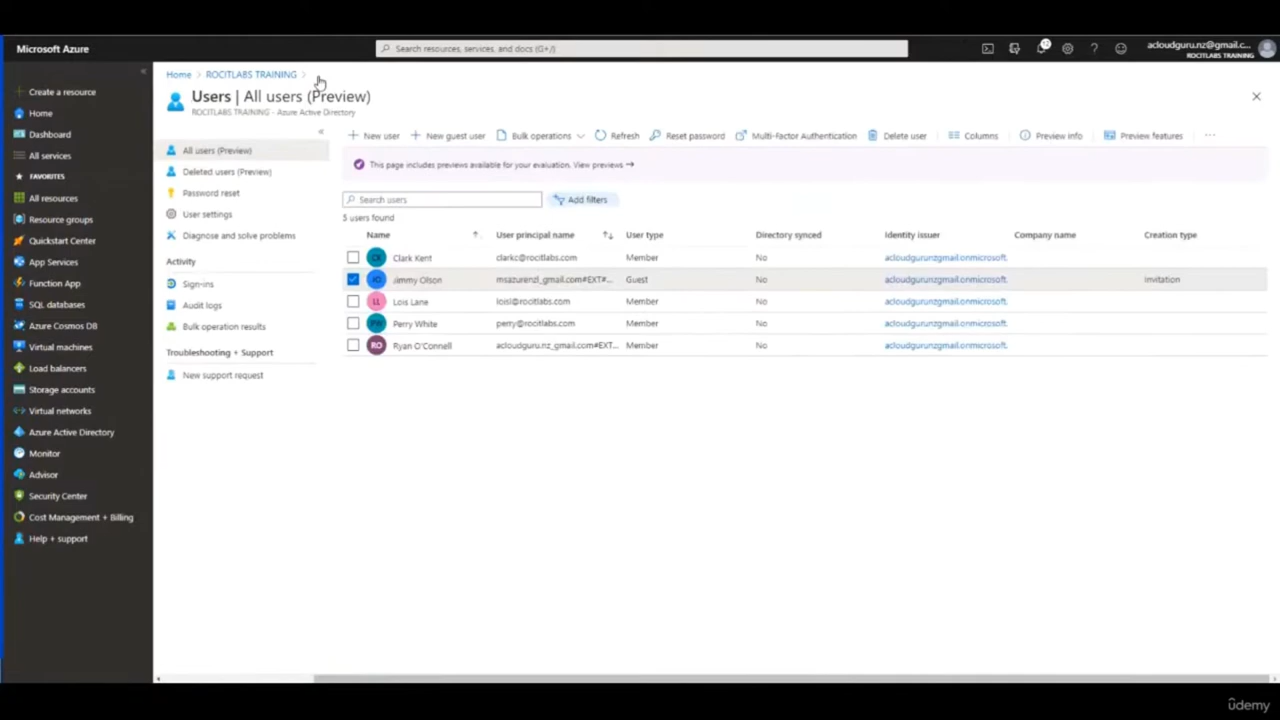 Microsoft Azure
Search resources, services, and docs (G+/)
acloudguru.nz@gmail.c...
ROCITLABS TRAINING
Home > ROCITLABS TRAINING >
Users | All users (Preview)
ROCITLABS TRAINING - Azure Active Directory
Create a resource
Home
Dashboard
All services
FAVORITES
All resources
Resource groups
Quickstart Center
App Services
Function App
SQL databases
Azure Cosmos DB
Virtual machines
Load balancers
Storage accounts
Virtual networks
Azure Active Directory
Monitor
Advisor
Security Center
Cost Management + Billing
Help + support
All users (Preview)
Deleted users (Preview)
Password reset
User settings
Diagnose and solve problems
Activity
Sign-ins
Audit logs
Bulk operation results
Troubleshooting + Support
New support request
New user New guest user Bulk operations Refresh Reset password Multi-Factor Authentication Delete user Columns Preview info Preview features ...
This page includes previews available for your evaluation. View previews →
Search users Add filters
5 users found
Name User principal name User type Directory synced Identity issuer Company name Creation type
Clark Kent clarkc@rocitlabs.com Member No acloudgurunzgmail.onmicrosoft.
Jimmy Olson msazurenzl_gmail.com#EXT#... Guest No acloudgurunzgmail.onmicrosoft. Invitation
LL Lois Lane loisl@rocitlabs.com Member No acloudgurunzgmail.onmicrosoft.
PW Perry White perry@rocitlabs.com Member No acloudgurunzgmail.onmicrosoft.
RO Ryan O'Connell acloudguru.nz_gmail.com#EXT... Member No acloudgurunzgmail.onmicrosoft.
ûdemy